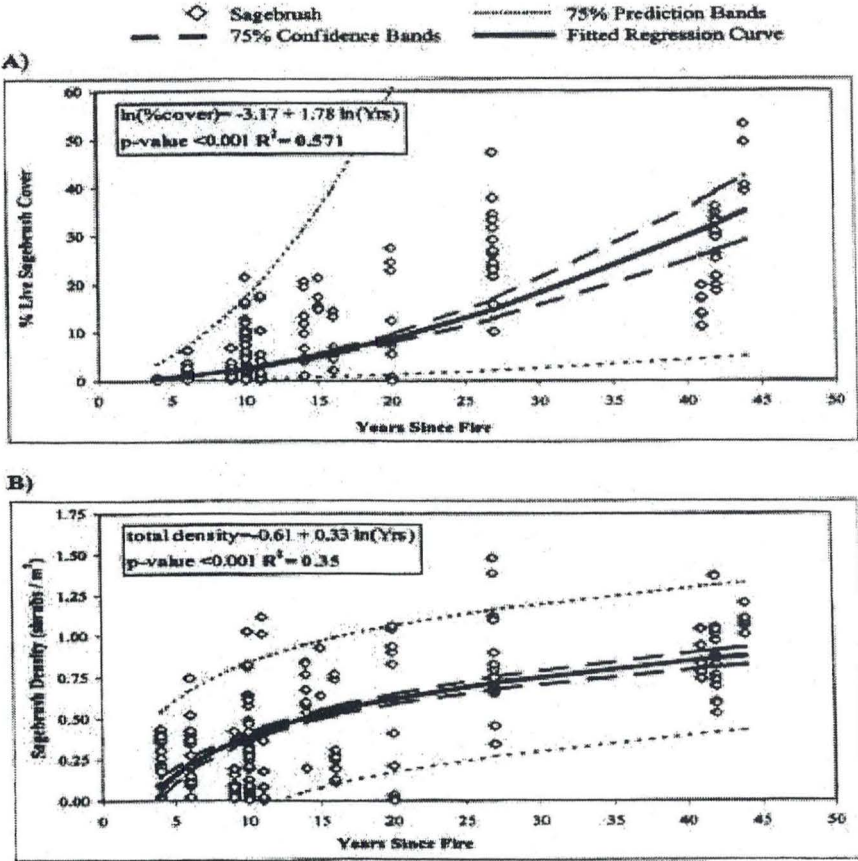 Sagebrush 75% Prediction Bands
75% Confidence Bands Fitted Regression Curve
A)
ln(%cover)= -3.17 + 1.78 ln(Yrs)
p-value <0.001 R²= 0.571
% Live Sagebrush Cover
60
50
40
30
20
10
0
0 5 10 15 20 25 30 35 40 45 50
Years Since Fire
B)
total density=-0.61 + 0.33 ln(Yrs)
p-value <0.001 R²= 0.35
Sagebrush Density (shrubs / m²)
1.75
1.50
1.25
1.00
0.75
0.50
0.25
0.00
0 5 10 15 20 25 30 35 40 45 50
Years Since Fire